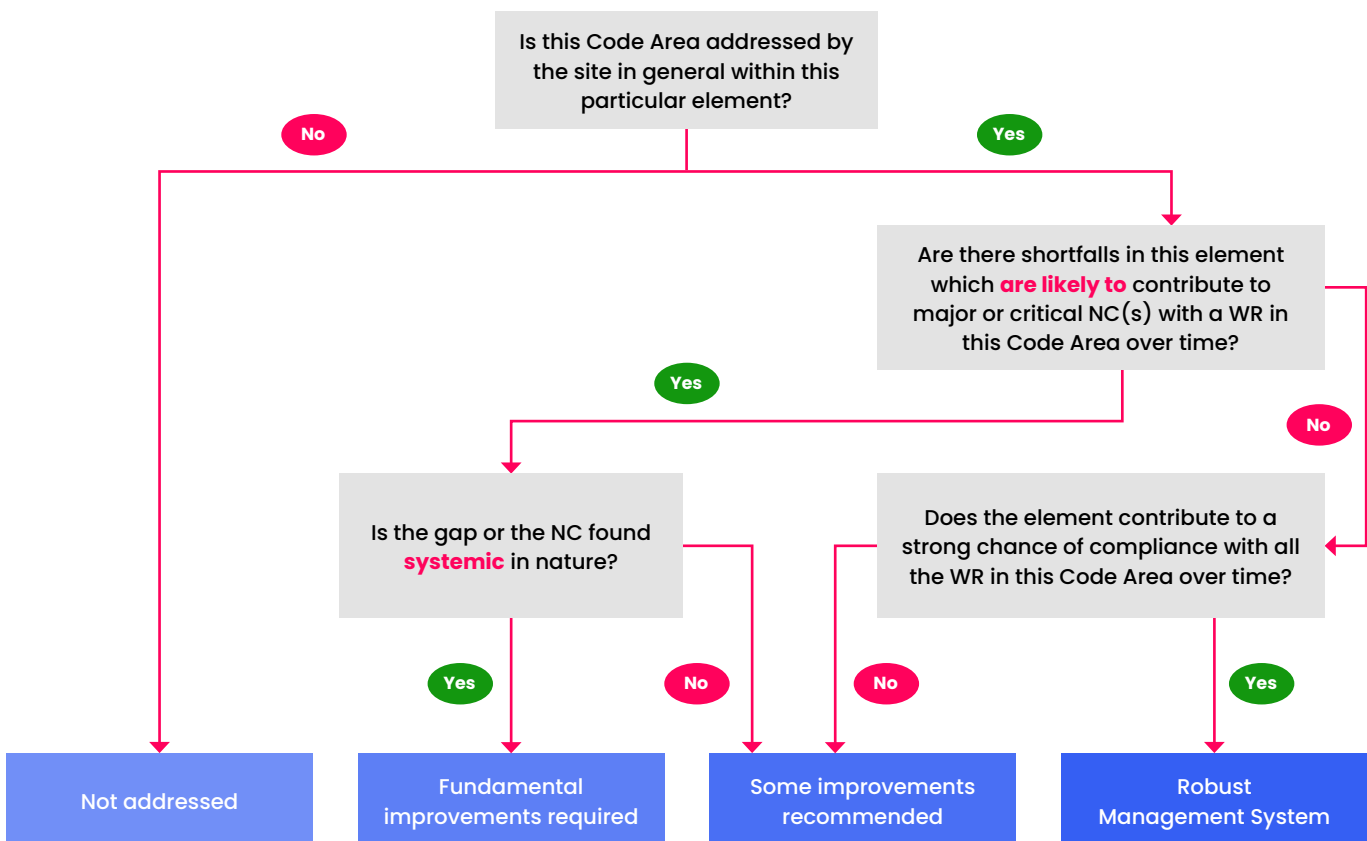 Is this Code Area addressed by
the site in general within this
particular element?
No
Yes
Are there shortfalls in this element
which are likely to contribute to
major or critical NC(s) with a WR in
this Code Area over time?
Yes
No
Is the gap or the NC found
systemic in nature?
Does the element contribute to a
strong chance of compliance with all
the WR in this Code Area over time?
Yes
No
No
Yes
Not addressed
Fundamental
improvements required
Some improvements
recommended
Robust
Management System